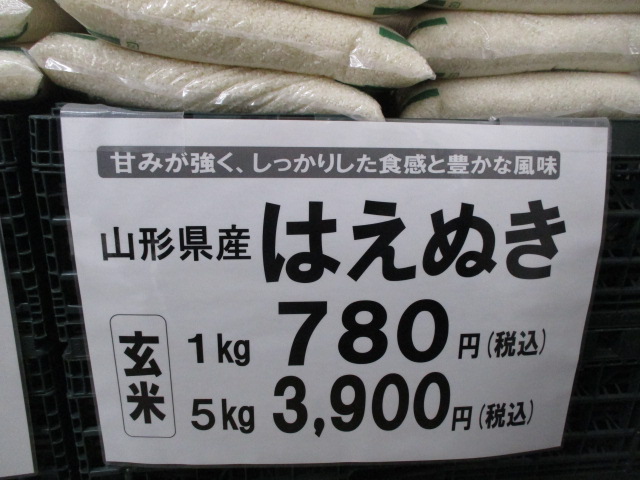 甘みが強く、しっかりした食感と豊かな風味
山形県産 はえぬき
玄米
1kg 780円(税込)
5kg 3,900円(税込)